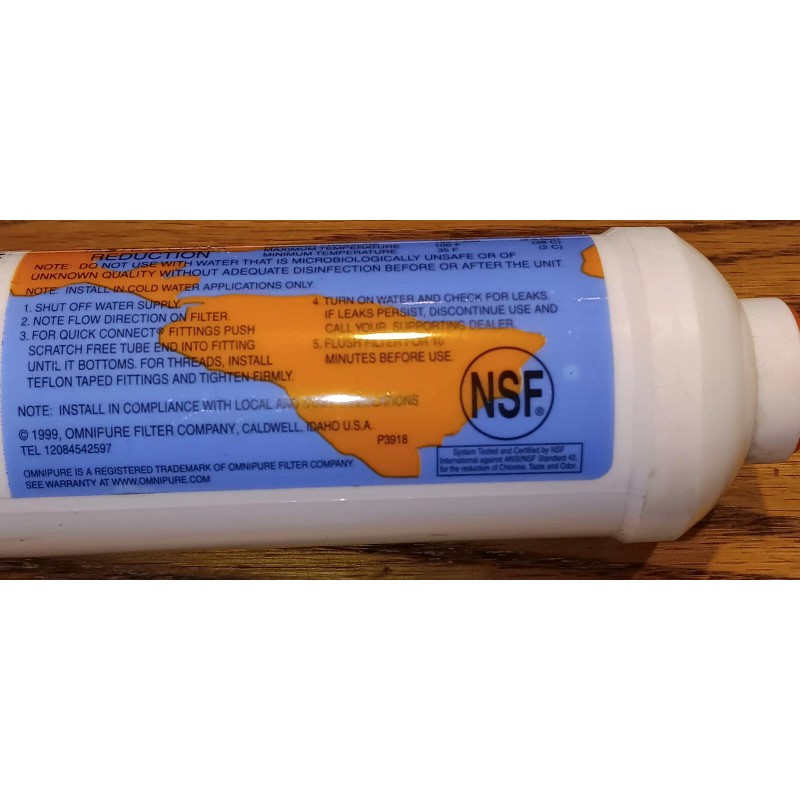 REDUCTION
MAXIMUM TEMPERATURE 100 F (38 C)
MINIMUM TEMPERATURE 35 F (2 C)
NOTE: DO NOT USE WITH WATER THAT IS MICROBIOLOGICALLY UNSAFE OR OF
UNKNOWN QUALITY WITHOUT ADEQUATE DISINFECTION BEFORE OR AFTER THE UNIT.
NOTE: INSTALL IN COLD WATER APPLICATIONS ONLY.
1. SHUT OFF WATER SUPPLY.
2. NOTE FLOW DIRECTION ON FILTER.
3. FOR QUICK CONNECT® FITTINGS PUSH
SCRATCH FREE TUBE END INTO FITTING
UNTIL IT BOTTOMS. FOR THREADS, INSTALL
TEFLON TAPED FITTINGS AND TIGHTEN FIRMLY.
4. TURN ON WATER AND CHECK FOR LEAKS.
IF LEAKS PERSIST, DISCONTINUE USE AND
CALL YOUR SUPPORTING DEALER.
5. FLUSH FILTER FOR 10
MINUTES BEFORE USE.
NOTE: INSTALL IN COMPLIANCE WITH LOCAL AND
© 1999, OMNIPURE FILTER COMPANY, CALDWELL, IDAHO U.S.A.
TEL 12084542597
P3918
OMNIPURE IS A REGISTERED TRADEMARK OF OMNIPURE FILTER COMPANY.
SEE WARRANTY AT WWW.OMNIPURE.COM
NSF®
System Tested and Certified by NSF
International against ANSI/NSF Standard 42,
for the reduction of Chlorine, Taste and Odor.